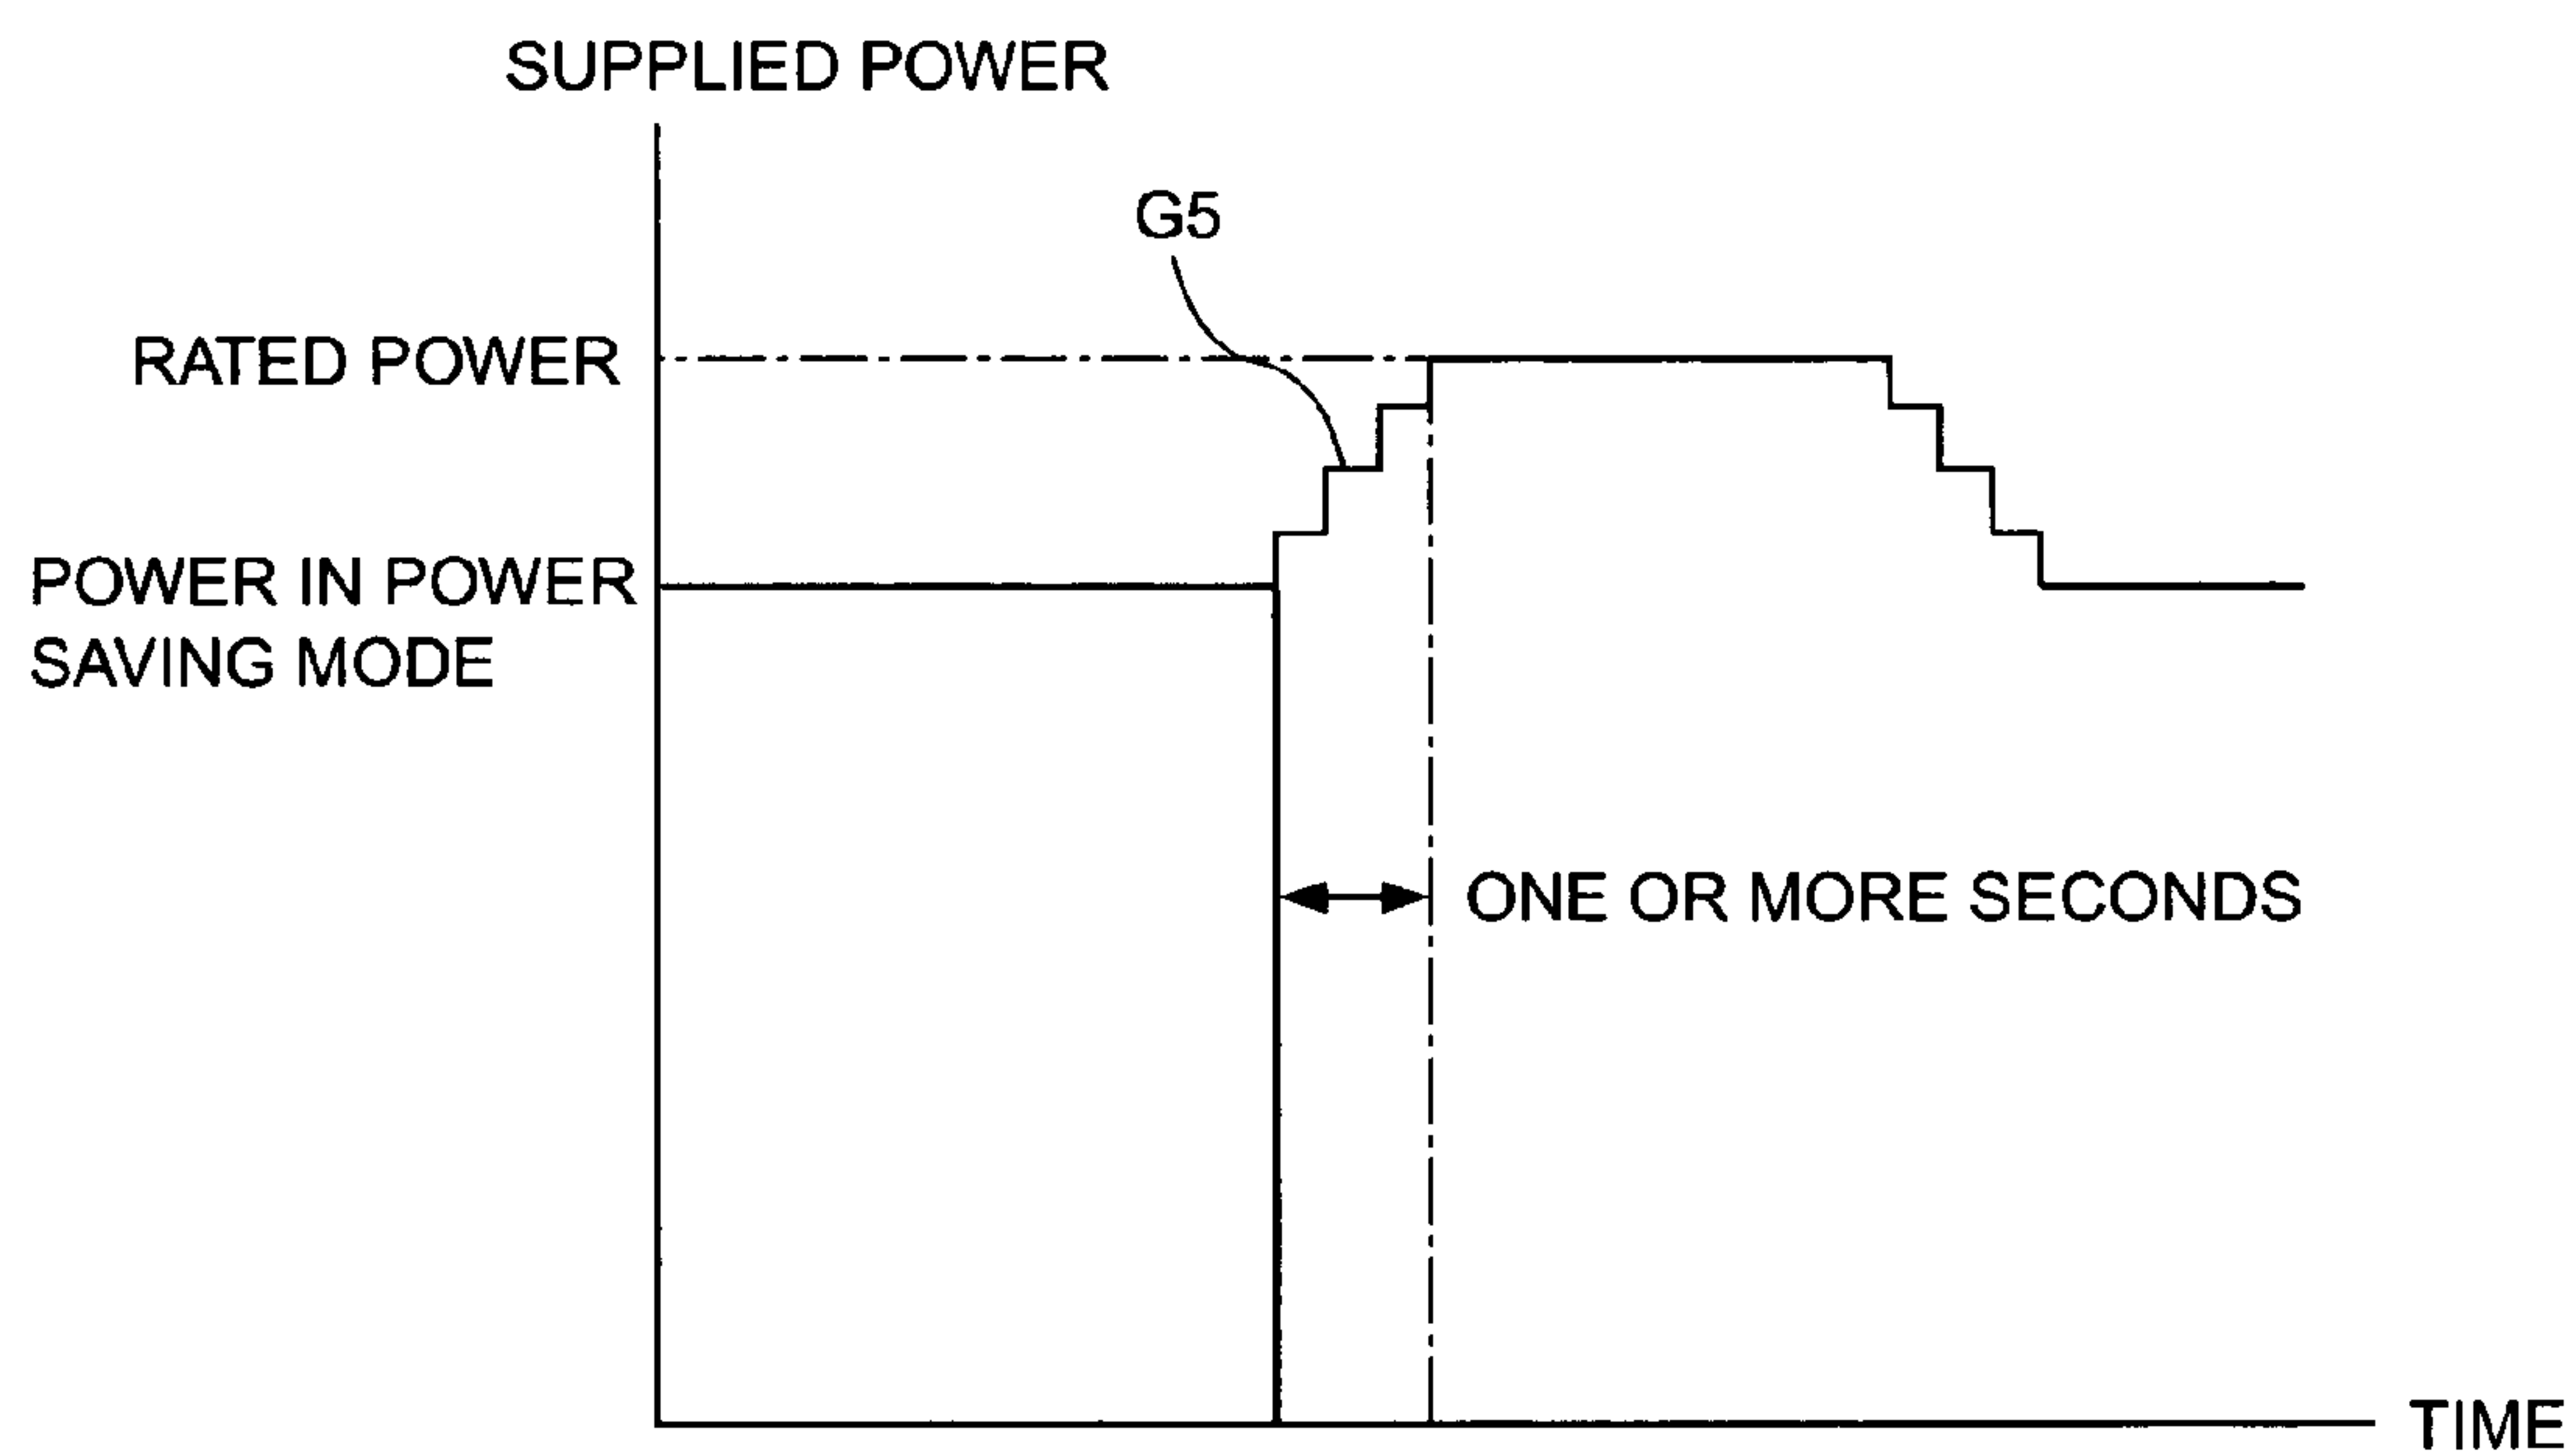 SUPPLIED POWER
G5
RATED POWER
POWER IN POWER
SAVING MODE
ONE OR MORE SECONDS
TIME